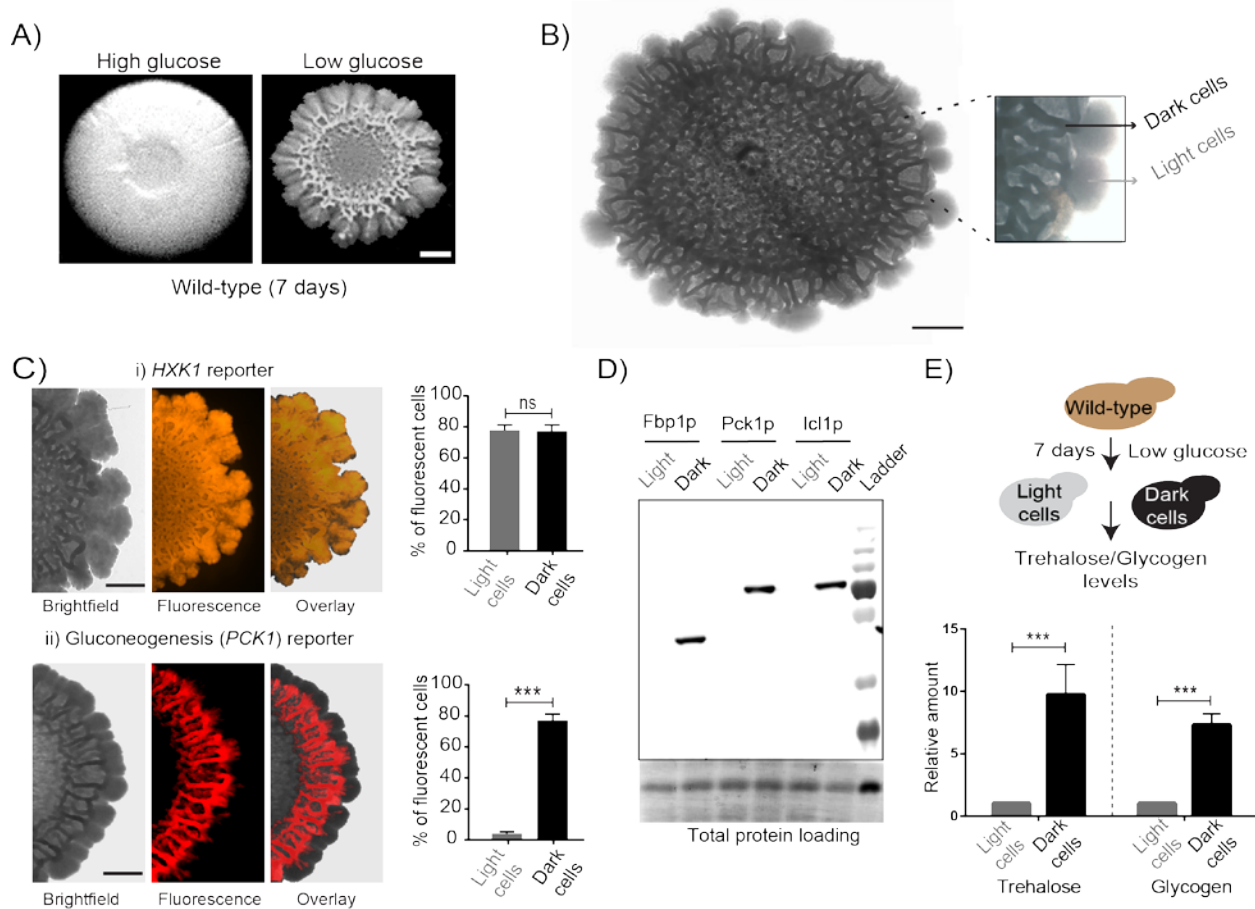 A)
High glucose
Low glucose
Wild-type (7 days)
B)
Dark cells
Light cells
C)
i) HXK1 reporter
Brightfield
Fluorescence
Overlay
% of fluorescent cells
100
80
60
40
20
0
ns
Light
cells
Dark
cells
ii) Gluconeogenesis (PCK1) reporter
Brightfield
Fluorescence
Overlay
% of fluorescent cells
100
80
60
40
20
0
***
Light
cells
Dark
cells
D)
Fbp1p
Pck1p
Icl1p
Light
Dark
Light
Dark
Light
Dark
Ladder
Total protein loading
E)
Wild-type
7 days
Low glucose
Light
cells
Dark
cells
Trehalose/Glycogen
levels
Relative amount
15
10
5
0
***
***
Light
cells
Dark
cells
Light
cells
Dark
cells
Trehalose
Glycogen